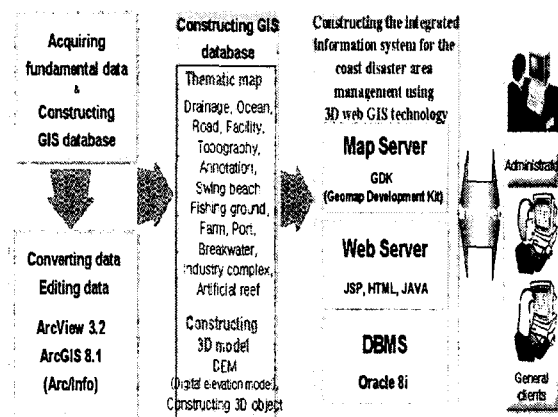 Acquiring
fundamental data
&
Constructing
GIS database
Converting data
Editing data
ArcView 3.2
ArcGIS 8.1
(Arc/Info)
Constructing GIS
database
Thematic map
Drainage, Ocean,
Road, Facility,
Topography,
Annotation,
Swing beach
Fishing ground,
Farm, Port,
Breakwater,
Industry complex,
Artificial reef
Constructing
3D model
DEM
(Digital elevation model),
Constructing 3D object
Constructing the integrated
information system for the
coast disaster area
management using
3D web GIS technology
Map Server
GDK
(Geomap Development Kit)
Web Server
JSP, HTML, JAVA
DBMS
Oracle 8i
Administrator
General
clients